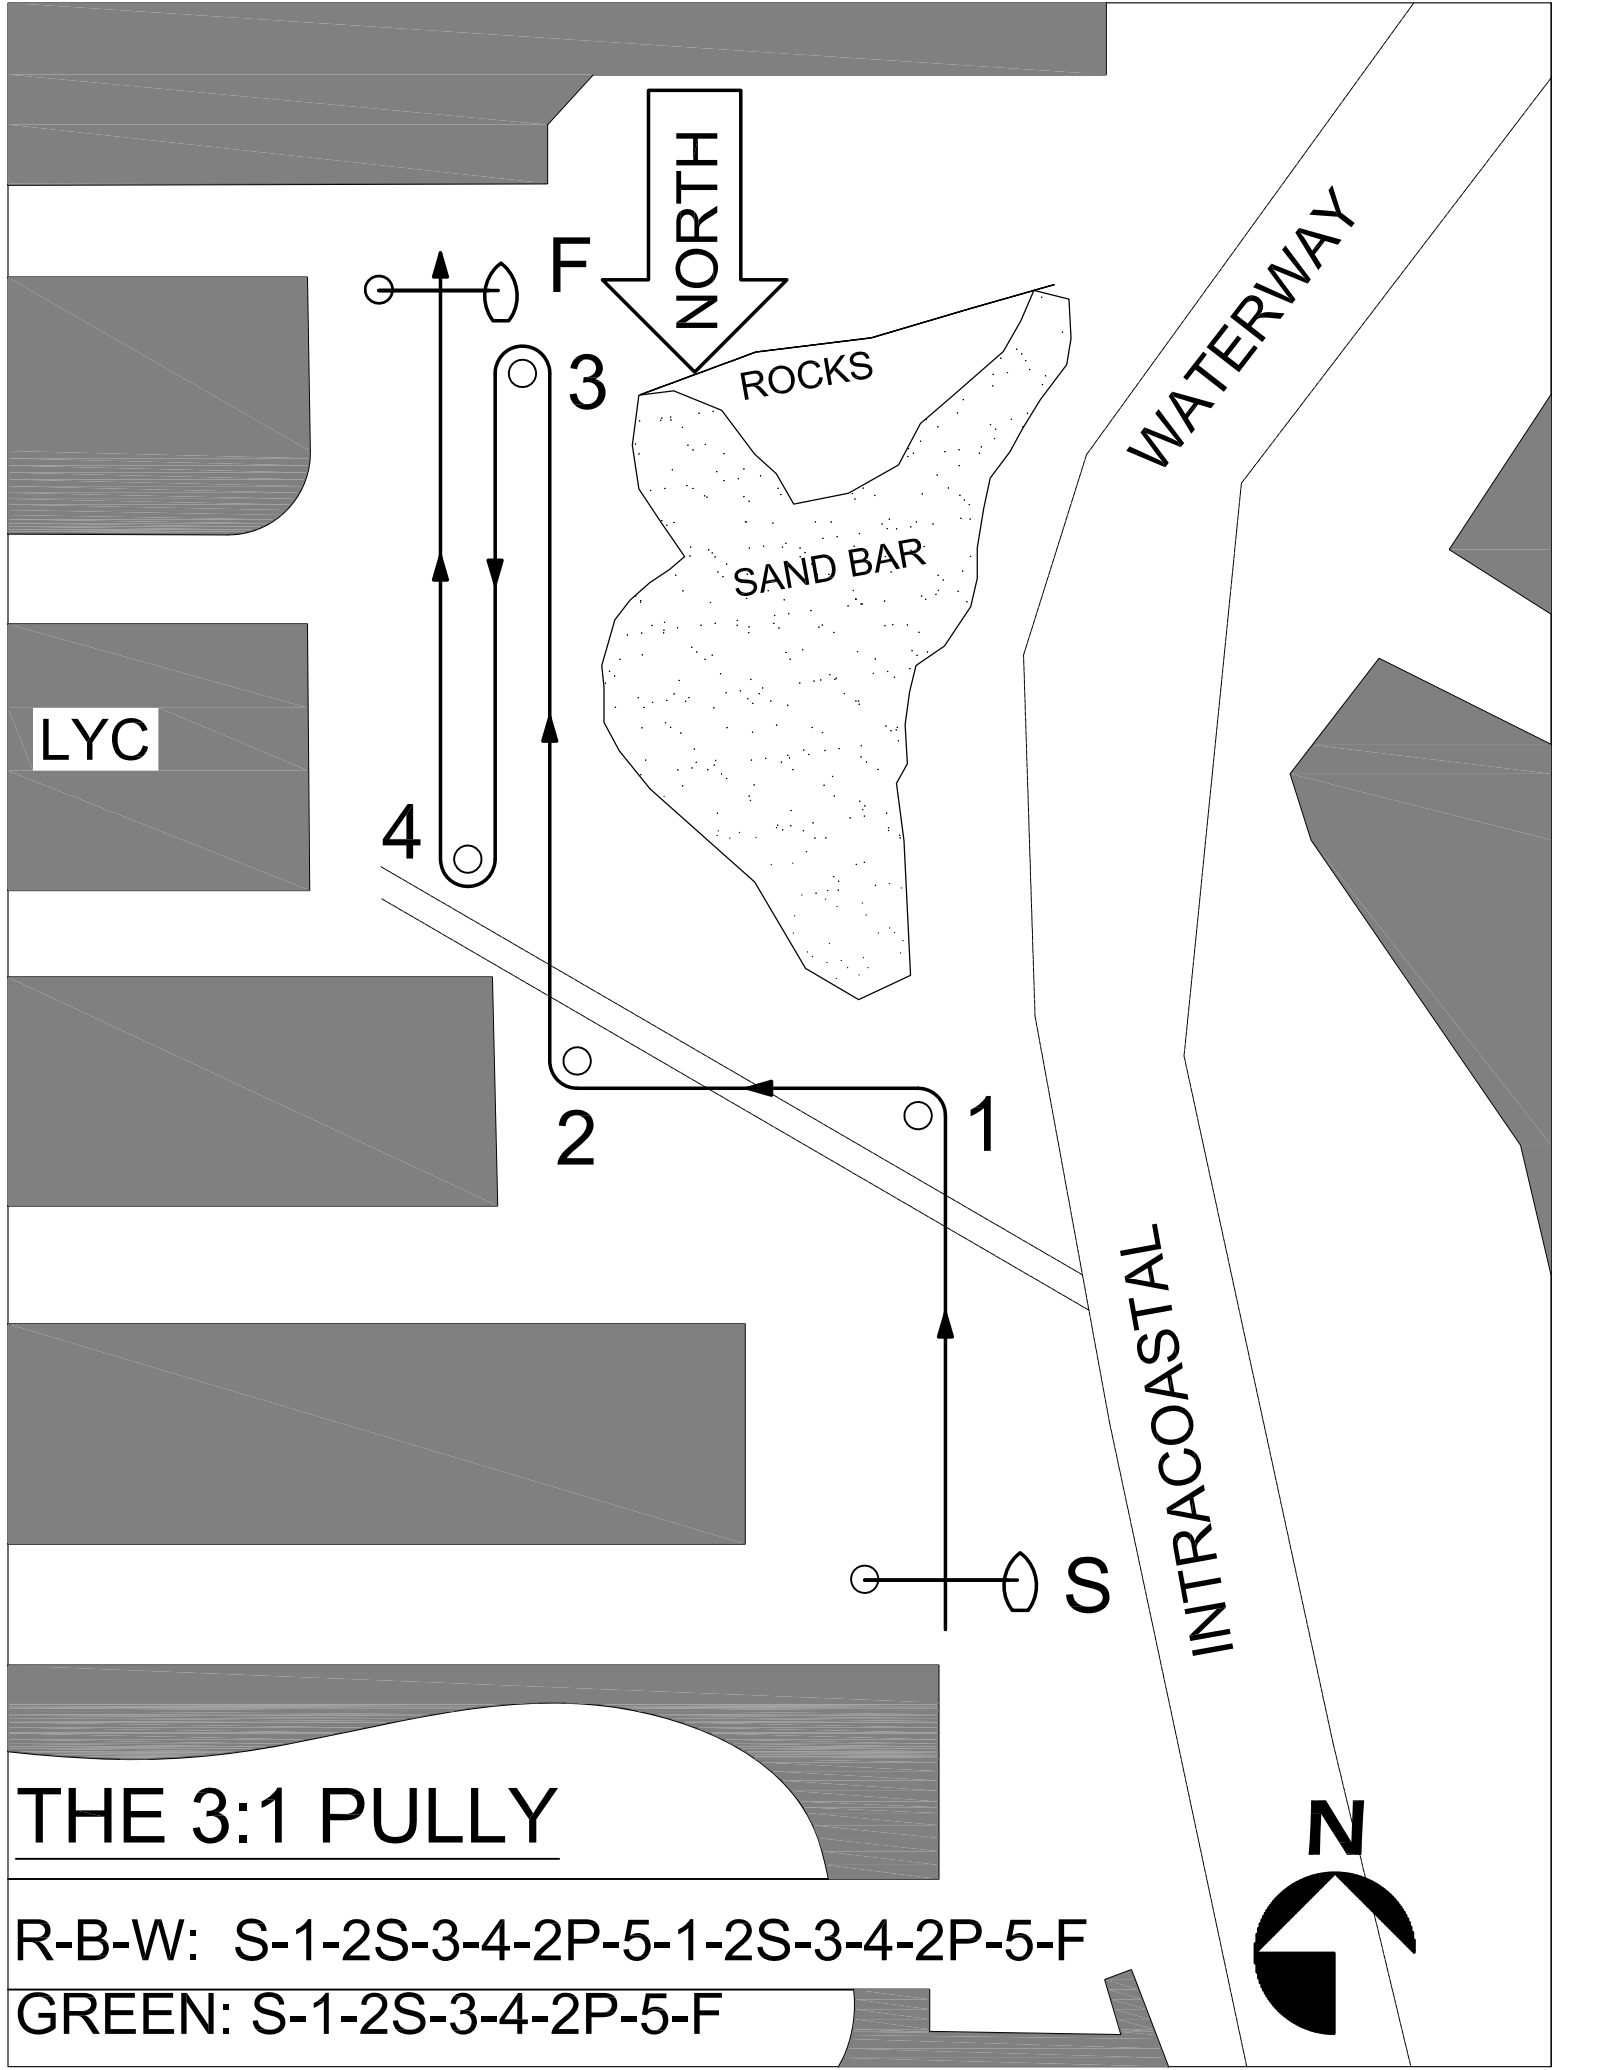 NORTH
F
3
ROCKS
WATERWAY
SAND BAR
LYC
4
1
2
INTRACOASTAL
S
THE 3:1 PULLY
N
R-B-W: S-1-2S-3-4-2P-5-1-2S-3-4-2P-5-F
GREEN: S-1-2S-3-4-2P-5-F